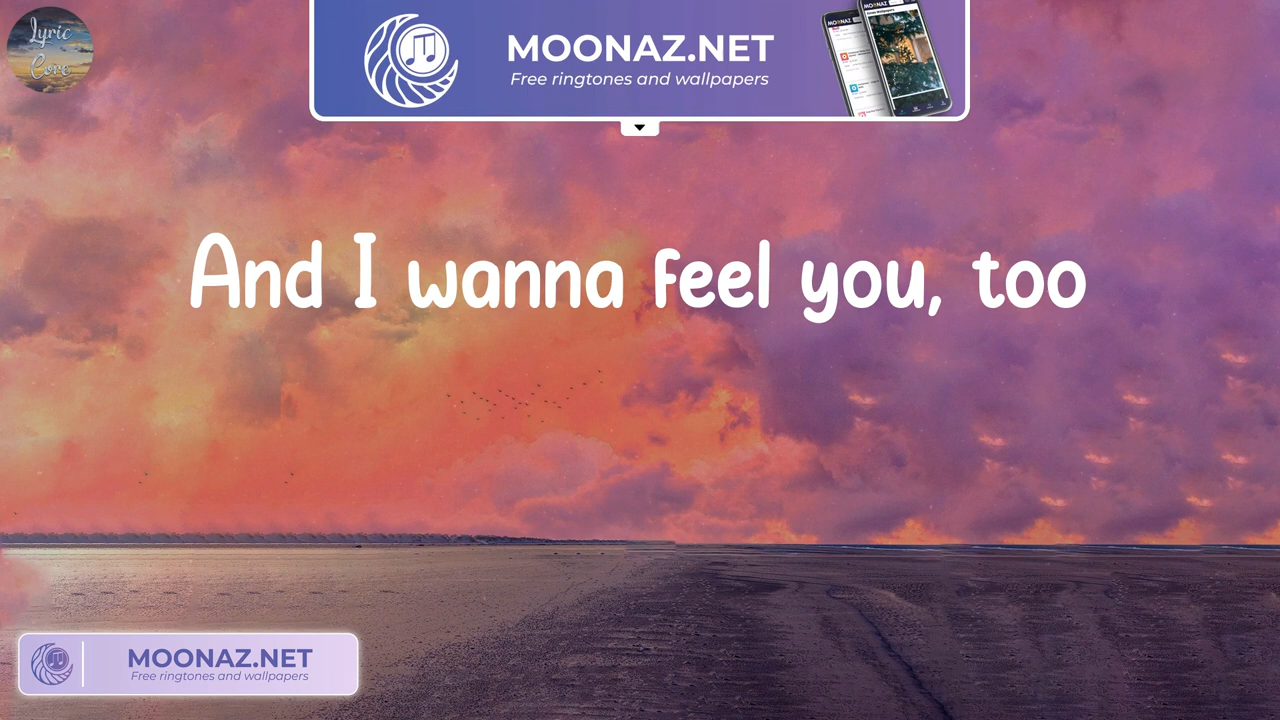 Lyric
Core
MOONAZ.NET
Free ringtones and wallpapers
And I wanna feel you, too
MOONAZ.NET
Free ringtones and wallpapers